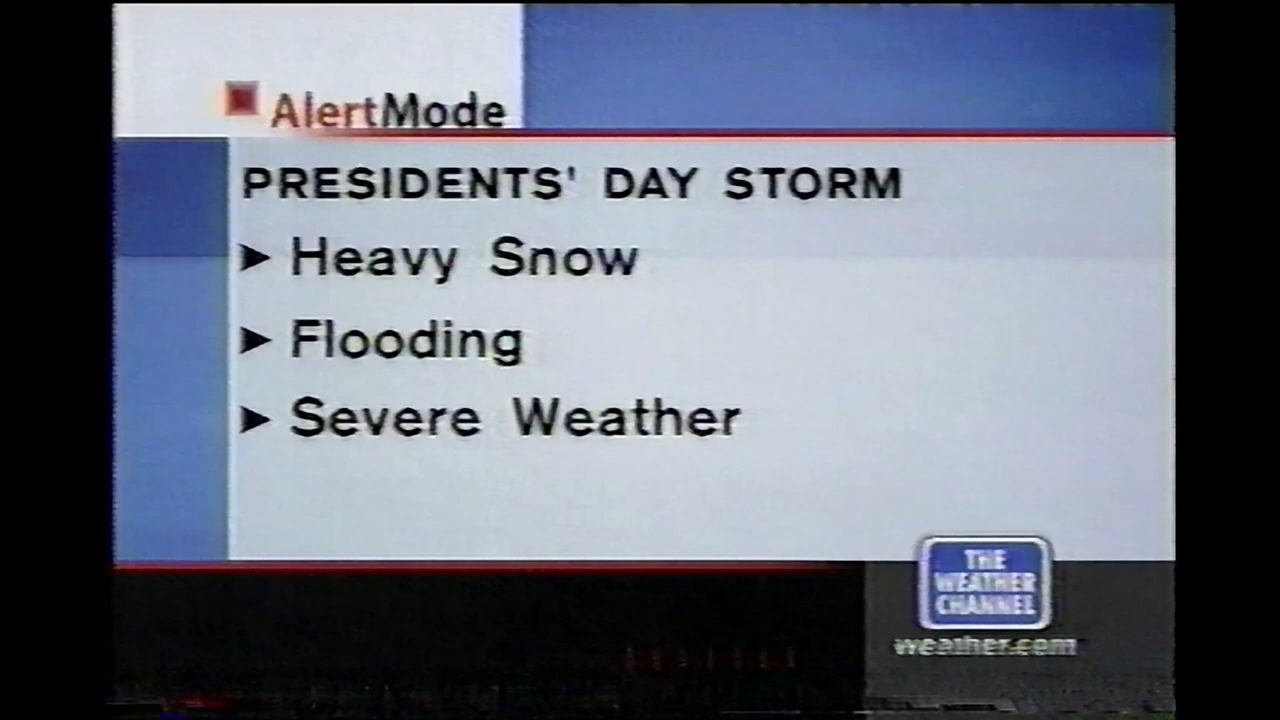 AlertMode
PRESIDENTS' DAY STORM
➤ Heavy Snow
➤ Flooding
➤ Severe Weather
THE
WEATHER
CHANNEL
weather.com